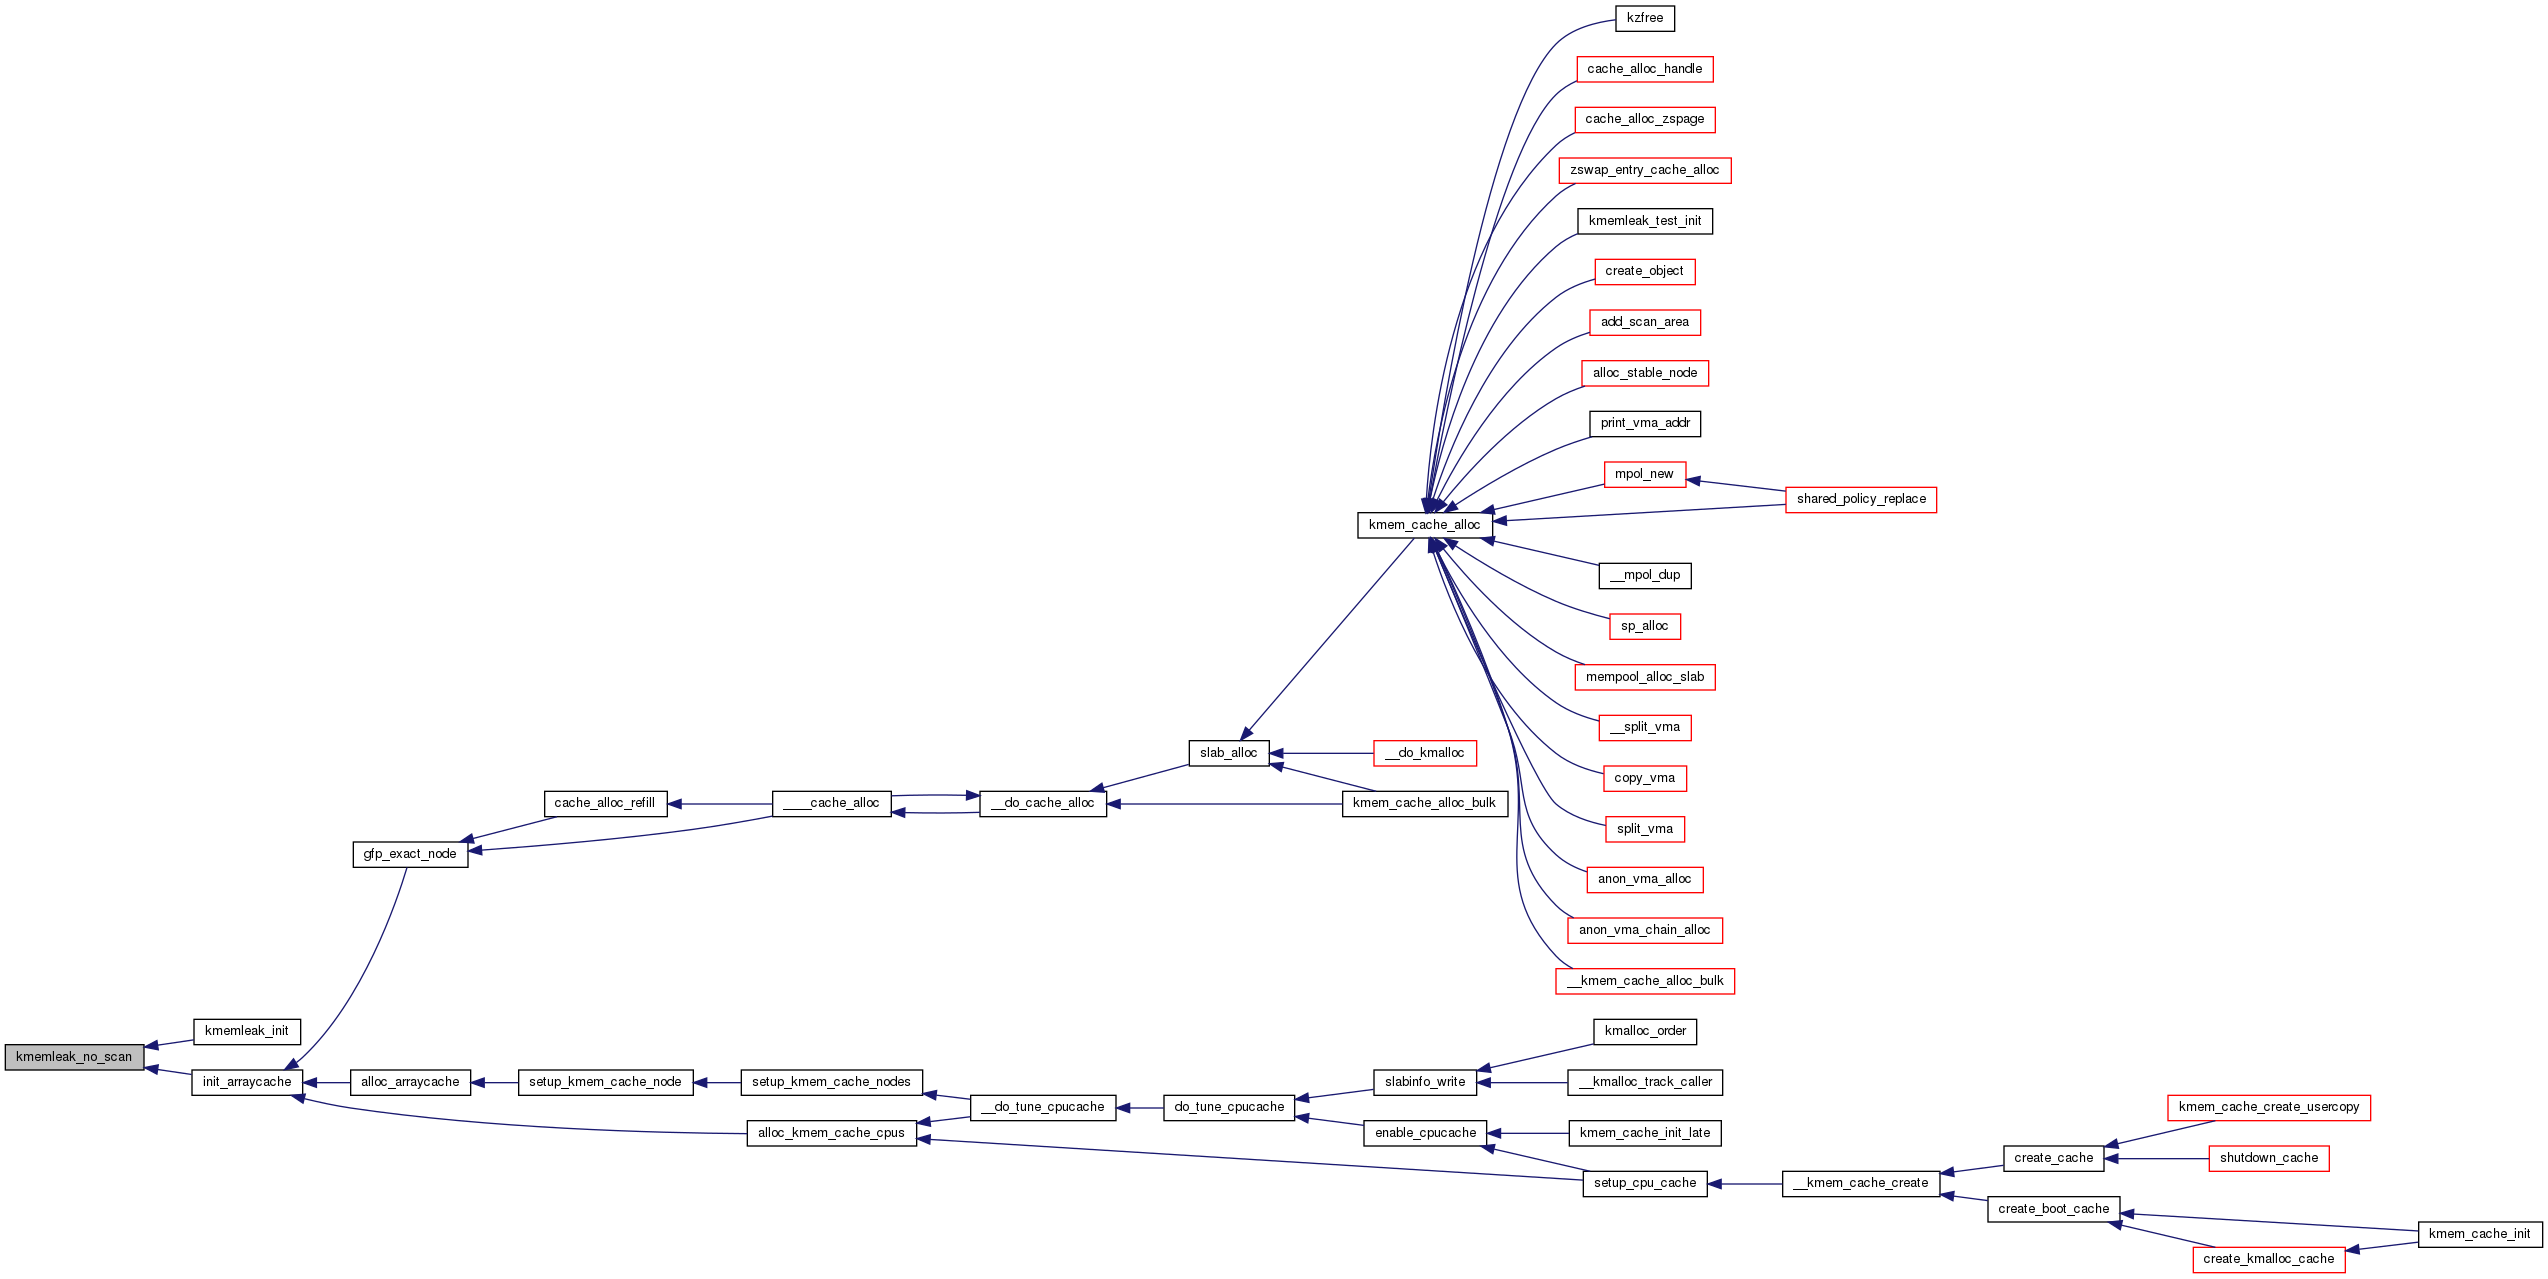 kzfree
cache_alloc_handle
cache_alloc_zspage
zswap_entry_cache_alloc
kmemleak_test_init
create_object
add_scan_area
alloc_stable_node
print_vma_addr
mpol_new
shared_policy_replace
kmem_cache_alloc
__mpol_dup
sp_alloc
mempool_alloc_slab
__split_vma
slab_alloc
__do_kmalloc
copy_vma
cache_alloc_refill
____cache_alloc
__do_cache_alloc
kmem_cache_alloc_bulk
split_vma
gfp_exact_node
anon_vma_alloc
anon_vma_chain_alloc
__kmem_cache_alloc_bulk
kmemleak_init
kmalloc_order
kmemleak_no_scan
init_arraycache
alloc_arraycache
setup_kmem_cache_node
setup_kmem_cache_nodes
slabinfo_write
__kmalloc_track_caller
__do_tune_cpucache
do_tune_cpucache
kmem_cache_create_usercopy
alloc_kmem_cache_cpus
enable_cpucache
kmem_cache_init_late
create_cache
shutdown_cache
setup_cpu_cache
__kmem_cache_create
create_boot_cache
kmem_cache_init
create_kmalloc_cache